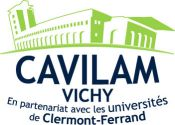 CAVILAM
VICHY
En partenariat avec les universités
de Clermont-Ferrand